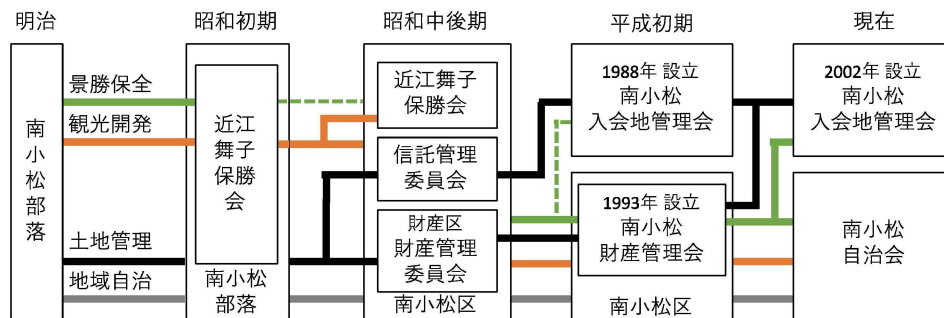 明治
昭和初期
昭和中後期
平成初期
現在
南小松部落
景勝保全
観光開発
土地管理
地域自治
近江
舞子
保勝
会
南小松
部落
近江舞子
保勝会
信託管理
委員会
財産区
財産管理
委員会
南小松区
1988年 設立
南小松
入会地管理会
1993年 設立
南小松
財産管理会
南小松区
2002年 設立
南小松
入会地管理会
南小松
自治会